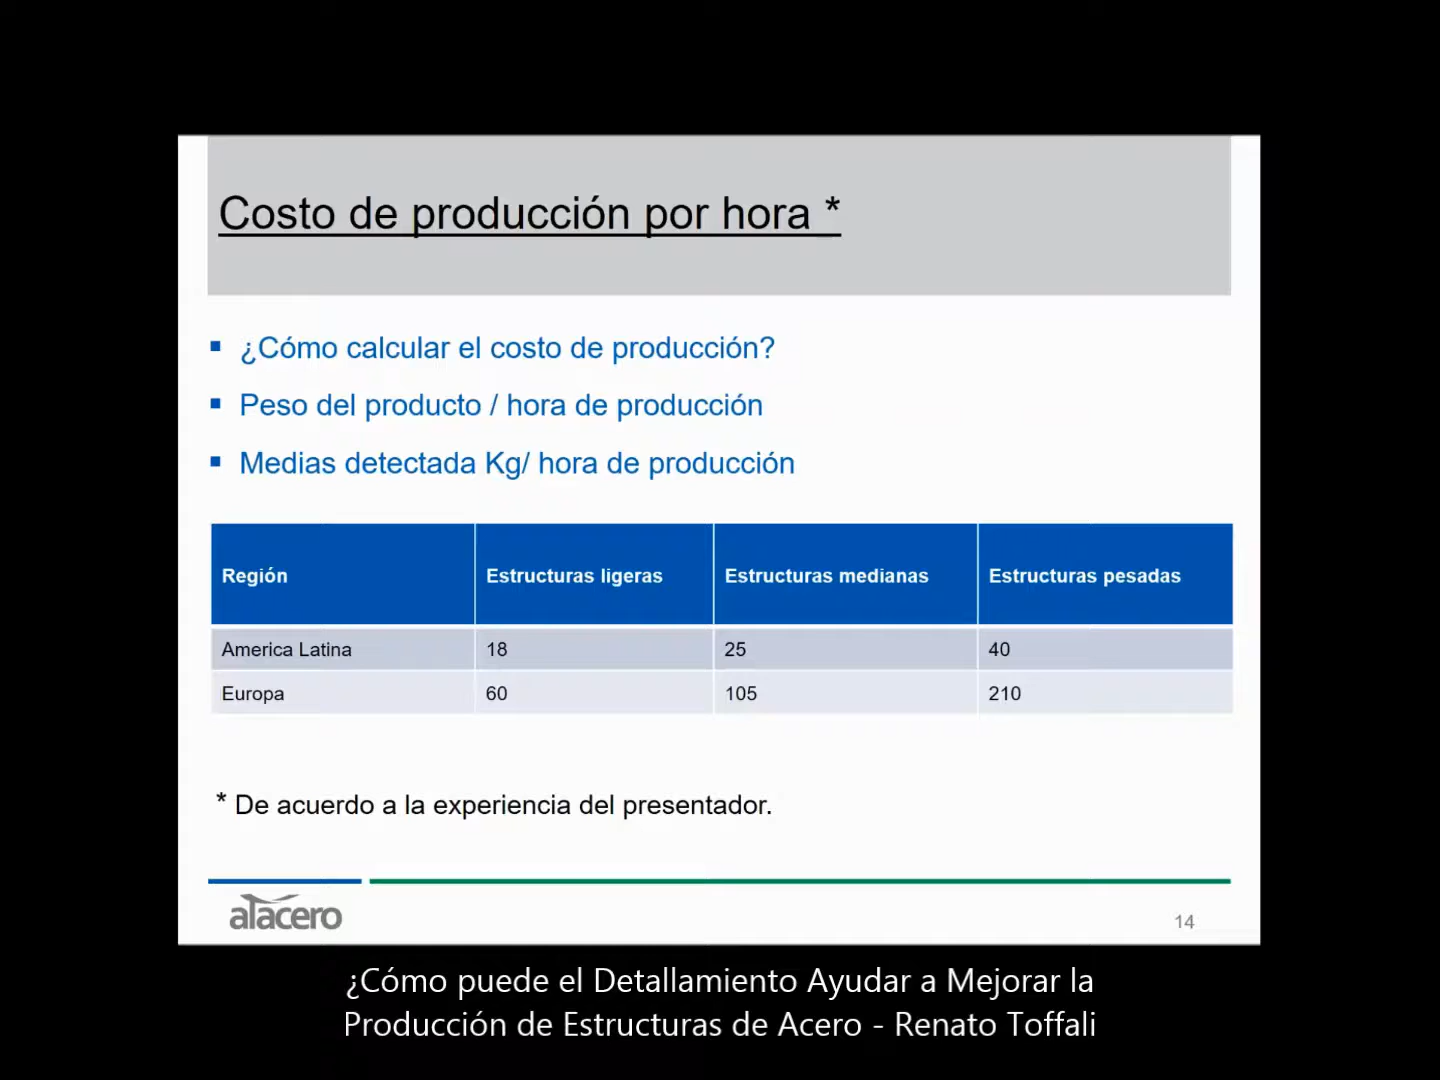 Costo de producción por hora *
▪ ¿Cómo calcular el costo de producción?
▪ Peso del producto / hora de producción
▪ Medias detectada Kg/ hora de producción
Región Estructuras ligeras Estructuras medianas Estructuras pesadas
America Latina 18 25 40
Europa 60 105 210
* De acuerdo a la experiencia del presentador.
alacero
14
¿Cómo puede el Detallamiento Ayudar a Mejorar la
Producción de Estructuras de Acero - Renato Toffali